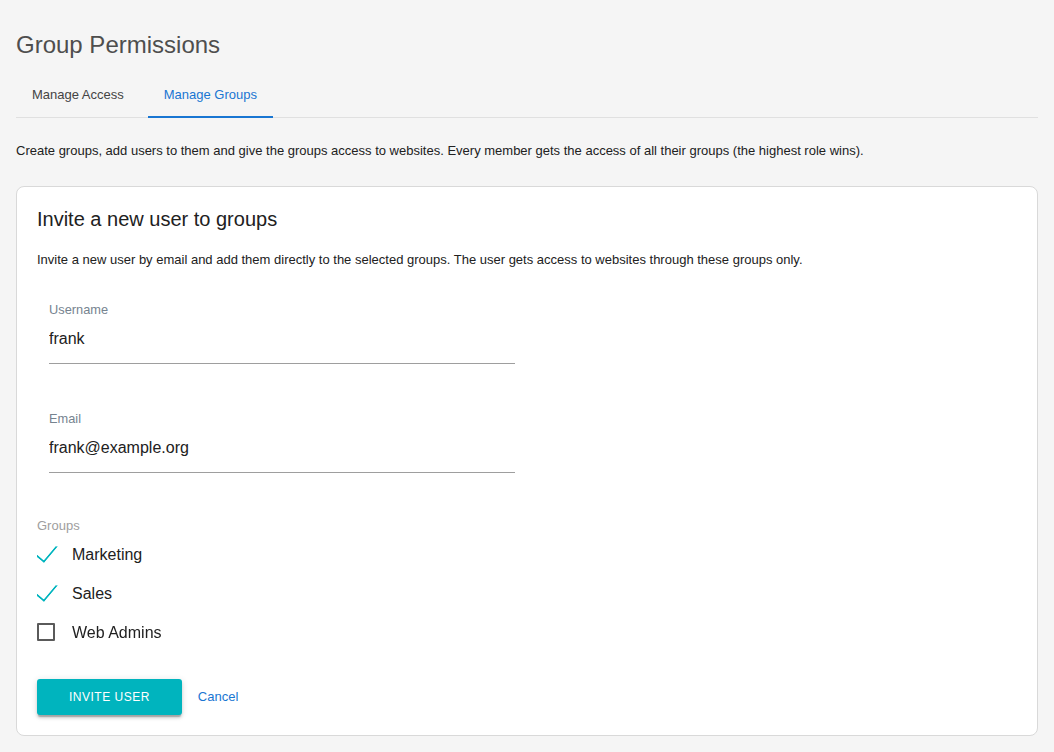 Group Permissions
Manage Access
Manage Groups
Create groups, add users to them and give the groups access to websites. Every member gets the access of all their groups (the highest role wins).
Invite a new user to groups
Invite a new user by email and add them directly to the selected groups. The user gets access to websites through these groups only.
Username
frank
Email
frank@example.org
Groups
Marketing
Sales
Web Admins
INVITE USER
Cancel